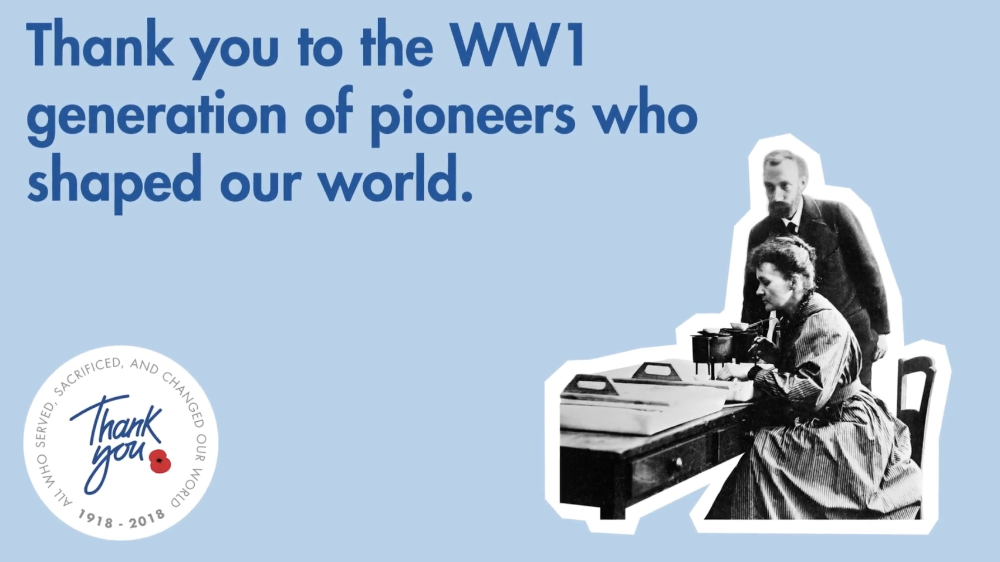 Thank you to the WW1
generation of pioneers who
shaped our world.
ALL WHO SERVED, SACRIFICED, AND CHANGED OUR WORLD
Thank
you
1918 - 2018